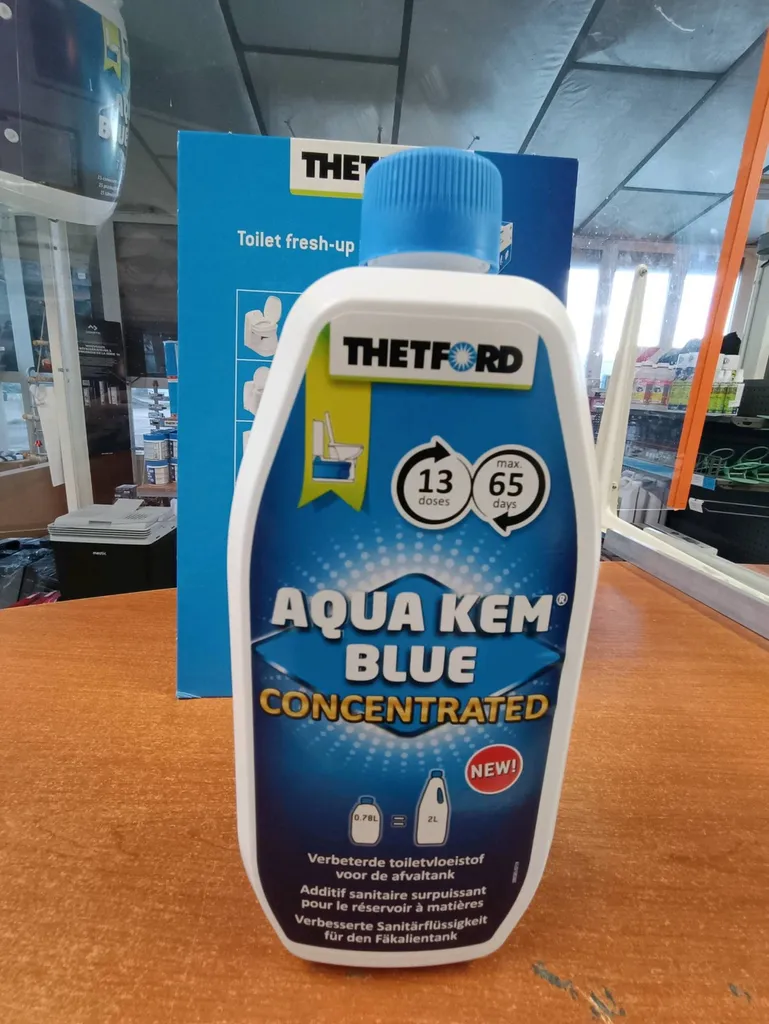 THET
Toilet fresh-up
THETFORD
13
doses
max.
65
days
AQUA KEM®
BLUE
CONCENTRATED
NEW!
0.78L = 2L
Verbeterde toiletvloeistof
voor de afvaltank
Additif sanitaire surpuissant
pour le réservoir à matières
Verbesserte Sanitärflüssigkeit
für den Fäkalientank